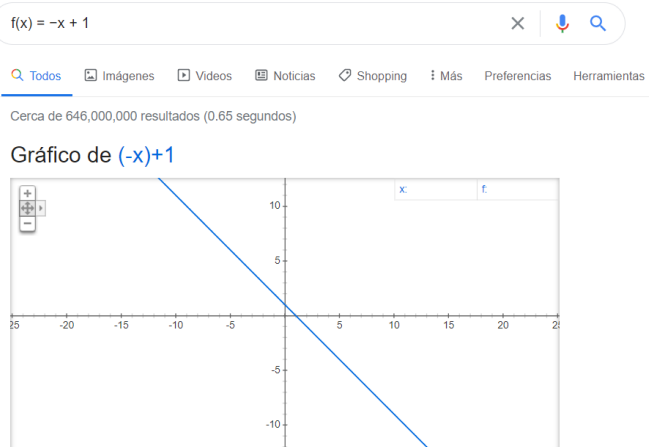 f(x) = −x + 1
Todos Imágenes Videos Noticias Shopping Más Preferencias Herramientas
Cerca de 646,000,000 resultados (0.65 segundos)
Gráfico de (-x)+1
x: f:
10
5
25 -20 -15 -10 -5 5 10 15 20 2
-5
-10